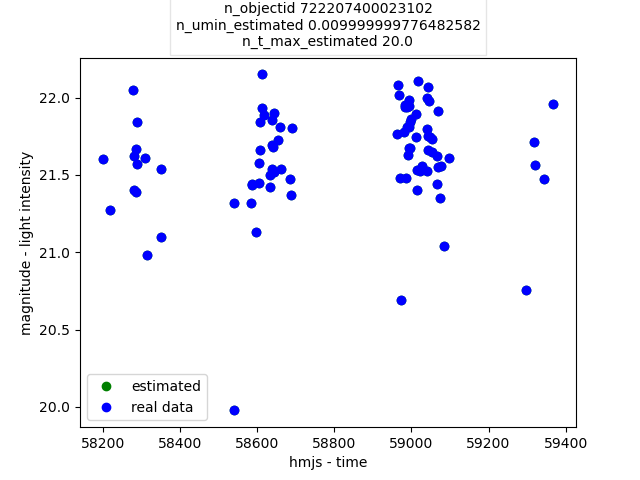 n_objectid 722207400023102
n_umin_estimated 0.009999999776482582
n_t_max_estimated 20.0
22.0
21.5
21.0
20.5
20.0
magnitude - light intensity
estimated
real data
58200 58400 58600 58800 59000 59200 59400
hmjs - time